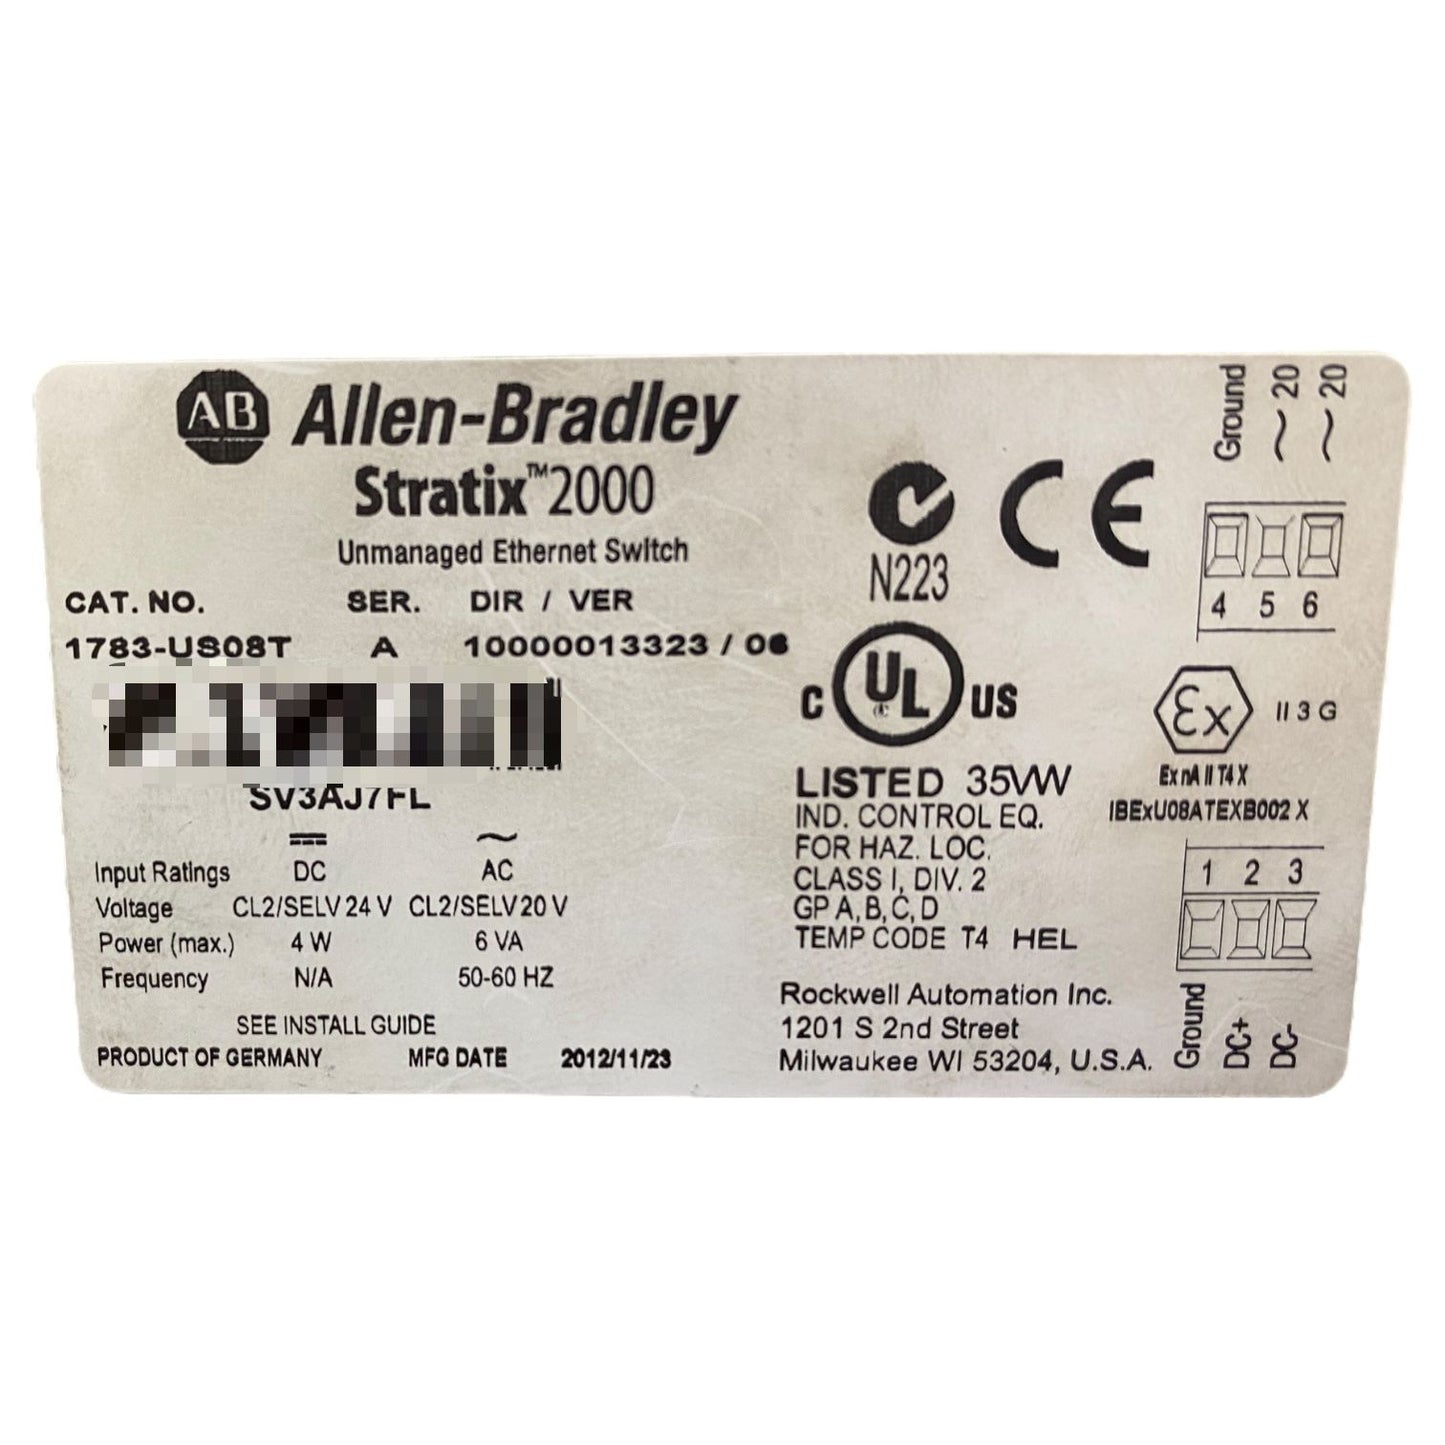 AB Allen-Bradley
Stratix™2000
Unmanaged Ethernet Switch
CAT. NO. SER. DIR / VER
1783-US08T A 10000013323 / 06
SV3AJ7FL
Input Ratings DC AC
Voltage CL2/SELV 24 V CL2/SELV 20 V
Power (max.) 4 W 6 VA
Frequency N/A 50-60 HZ
SEE INSTALL GUIDE
PRODUCT OF GERMANY MFG DATE 2012/11/23
N223
CE
C UL US
LISTED 35VW
IND. CONTROL EQ.
FOR HAZ. LOC.
CLASS I, DIV. 2
GP A, B, C, D
TEMP CODE T4 HEL
Rockwell Automation Inc.
1201 S 2nd Street
Milwaukee WI 53204, U.S.A.
Ground
~20
~20
4 5 6
Ex II 3 G
Ex nA II T4 X
IBExU08ATEXB002 X
1 2 3
Ground
DC+
DC-